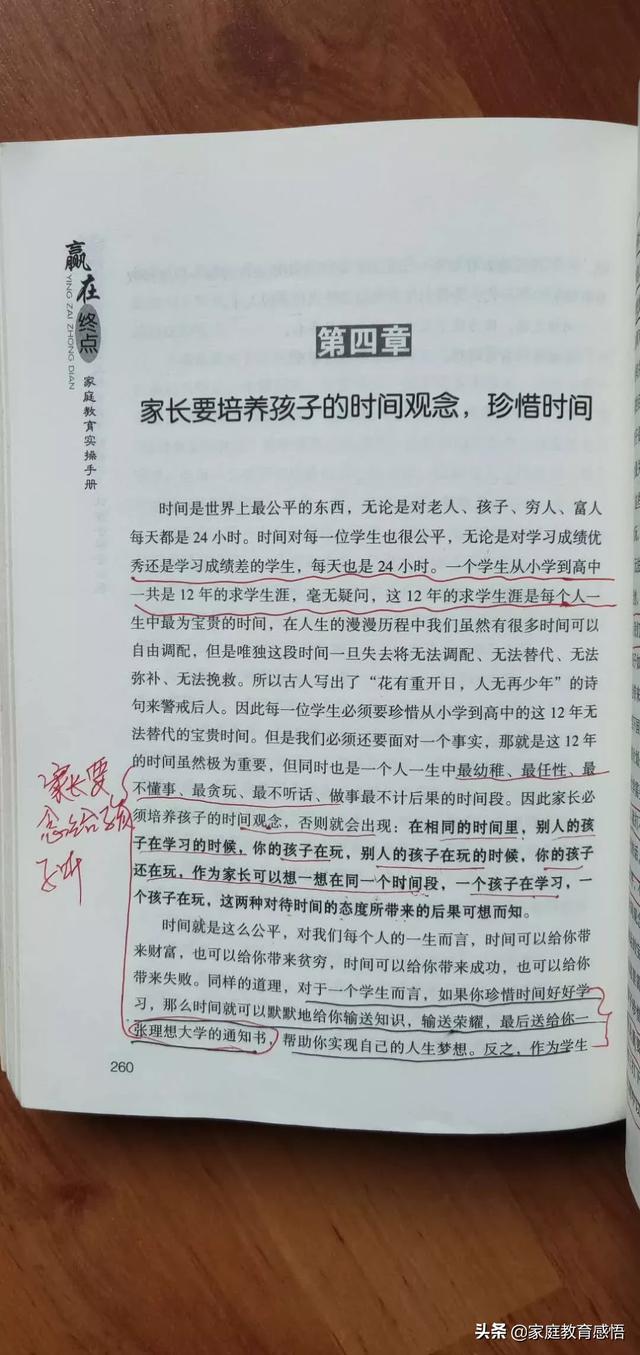 赢在终点
YING ZAI ZHONG DIAN
家庭教育实操手册
第四章
家长要培养孩子的时间观念，珍惜时间
时间是世界上最公平的东西，无论是对老人、孩子、穷人、富人
每天都是 24 小时。时间对每一位学生也很公平，无论是对学习成绩优
秀还是学习成绩差的学生，每天也是 24 小时。一个学生从小学到高中
一共是 12 年的求学生涯，毫无疑问，这 12 年的求学生涯是每个人一
生中最为宝贵的时间，在人生的漫漫历程中我们虽然有很多时间可以
自由调配，但是唯独这段时间一旦失去将无法调配、无法替代、无法
弥补、无法挽救。所以古人写出了“花有重开日，人无再少年”的诗
句来警戒后人。因此每一位学生必须要珍惜从小学到高中的这 12 年无
法替代的宝贵时间。但是我们必须还要面对一个事实，那就是这 12 年
的时间虽然极为重要，但同时也是一个人一生中最幼稚、最任性、最
不懂事、最贪玩、最不听话、做事最不计后果的时间段。因此家长必
须培养孩子的时间观念，否则就会出现：在相同的时间里，别人的孩
子在学习的时候，你的孩子在玩，别人的孩子在玩的时候，你的孩子
还在玩，作为家长可以想一想在同一个时间段，一个孩子在学习，一
个孩子在玩，这两种对待时间的态度所带来的后果可想而知。
时间就是这么公平，对我们每个人的一生而言，时间可以给你带
来财富，也可以给你带来贫穷，时间可以给你带来成功，也可以给你
带来失败。同样的道理，对于一个学生而言，如果你珍惜时间好好学
习，那么时间就可以默默地给你输送知识，输送荣耀，最后送给你一
张理想大学的通知书，帮助你实现自己的人生梦想。反之，作为学生
家长要
念给孩
子听
260
头条 @家庭教育感悟